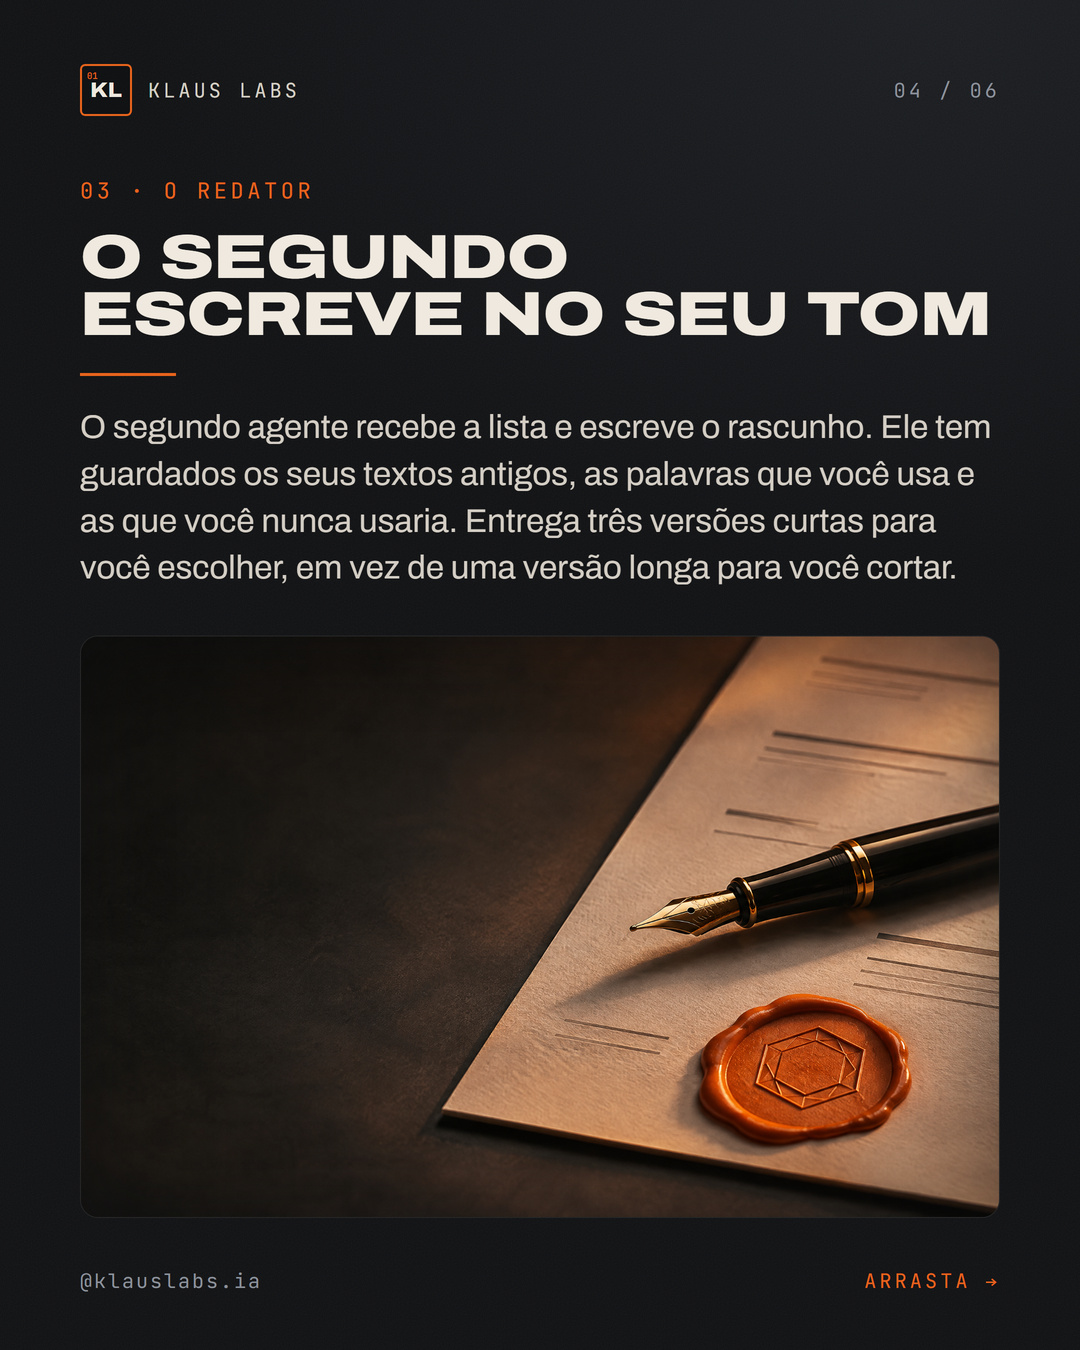 01
KL
KLAUS LABS
04 / 06
03 · O REDATOR
O SEGUNDO
ESCREVE NO SEU TOM
O segundo agente recebe a lista e escreve o rascunho. Ele tem
guardados os seus textos antigos, as palavras que você usa e
as que você nunca usaria. Entrega três versões curtas para
você escolher, em vez de uma versão longa para você cortar.
@klauslabs.ia
ARRASTA →